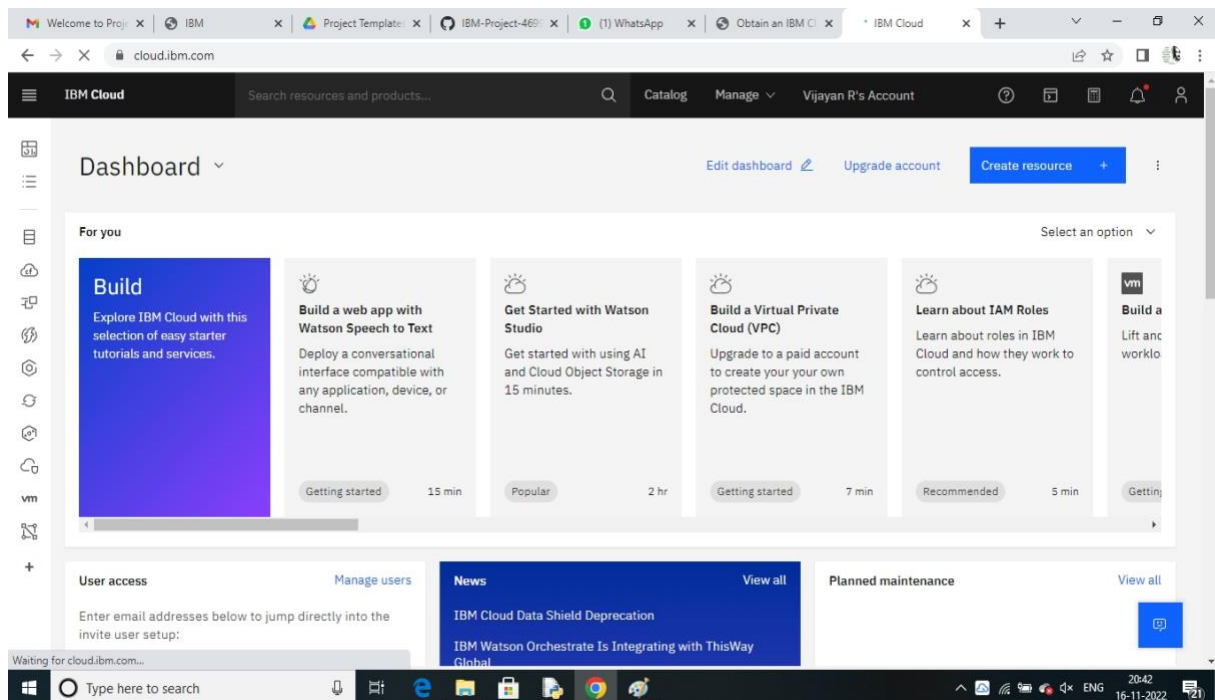 Welcome to Proje
IBM
Project Template
IBM-Project-469
(1) WhatsApp
Obtain an IBM Cl
IBM Cloud
cloud.ibm.com
IBM Cloud
Search resources and products...
Catalog
Manage
Vijayan R's Account
Dashboard
Edit dashboard
Upgrade account
Create resource +
For you
Select an option
Build
Explore IBM Cloud with this
selection of easy starter
tutorials and services.
Build a web app with
Watson Speech to Text
Deploy a conversational
interface compatible with
any application, device, or
channel.
Getting started
15 min
Get Started with Watson
Studio
Get started with using AI
and Cloud Object Storage in
15 minutes.
Popular
2 hr
Build a Virtual Private
Cloud (VPC)
Upgrade to a paid account
to create your your own
protected space in the IBM
Cloud.
Getting started
7 min
Learn about IAM Roles
Learn about roles in IBM
Cloud and how they work to
control access.
Recommended
5 min
vm
Build a
Lift and
worklo
Getting
vm
User access
Manage users
Enter email addresses below to jump directly into the
invite user setup:
News
View all
IBM Cloud Data Shield Deprecation
IBM Watson Orchestrate Is Integrating with ThisWay
Global
Planned maintenance
View all
Waiting for cloud.ibm.com...
Type here to search
ENG
20:42
16-11-2022
21